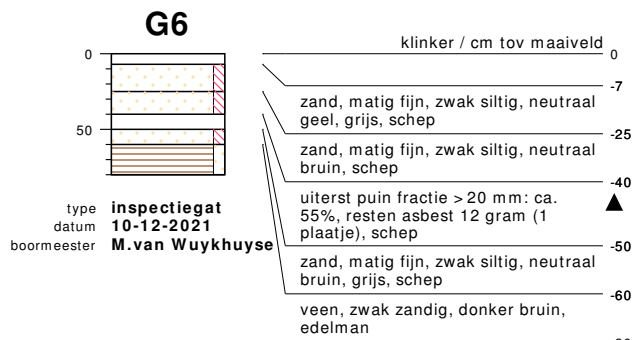 G6
klinker / cm tov maaiveld
0
0
-7
zand, matig fijn, zwak siltig, neutraal
geel, grijs, schep
-25
50
zand, matig fijn, zwak siltig, neutraal
bruin, schep
-40
uiterst puin fractie > 20 mm: ca.
55%, resten asbest 12 gram (1
plaatje), schep
-50
type inspectiegat
datum 10-12-2021
boormeester M.van Wuykhuyse
zand, matig fijn, zwak siltig, neutraal
bruin, grijs, schep
-60
veen, zwak zandig, donker bruin,
edelman